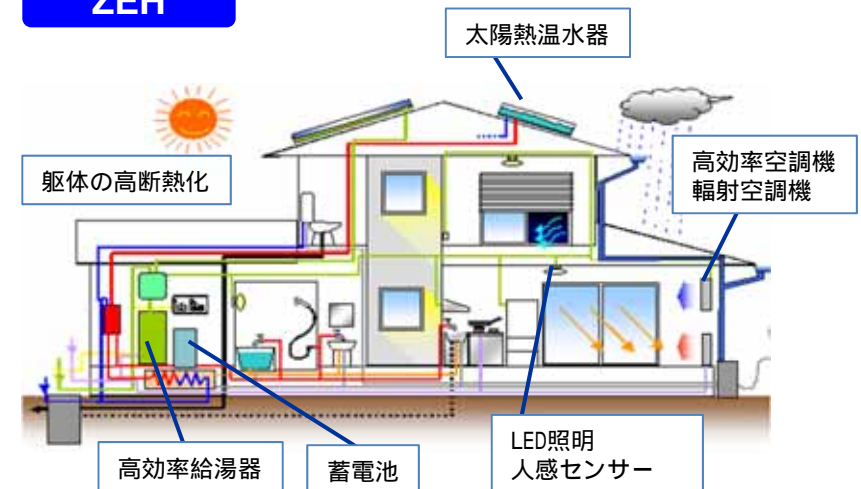 ZEH
太陽熱温水器
躯体の高断熱化
高効率空調機
輻射空調機
高効率給湯器
蓄電池
LED照明
人感センサー